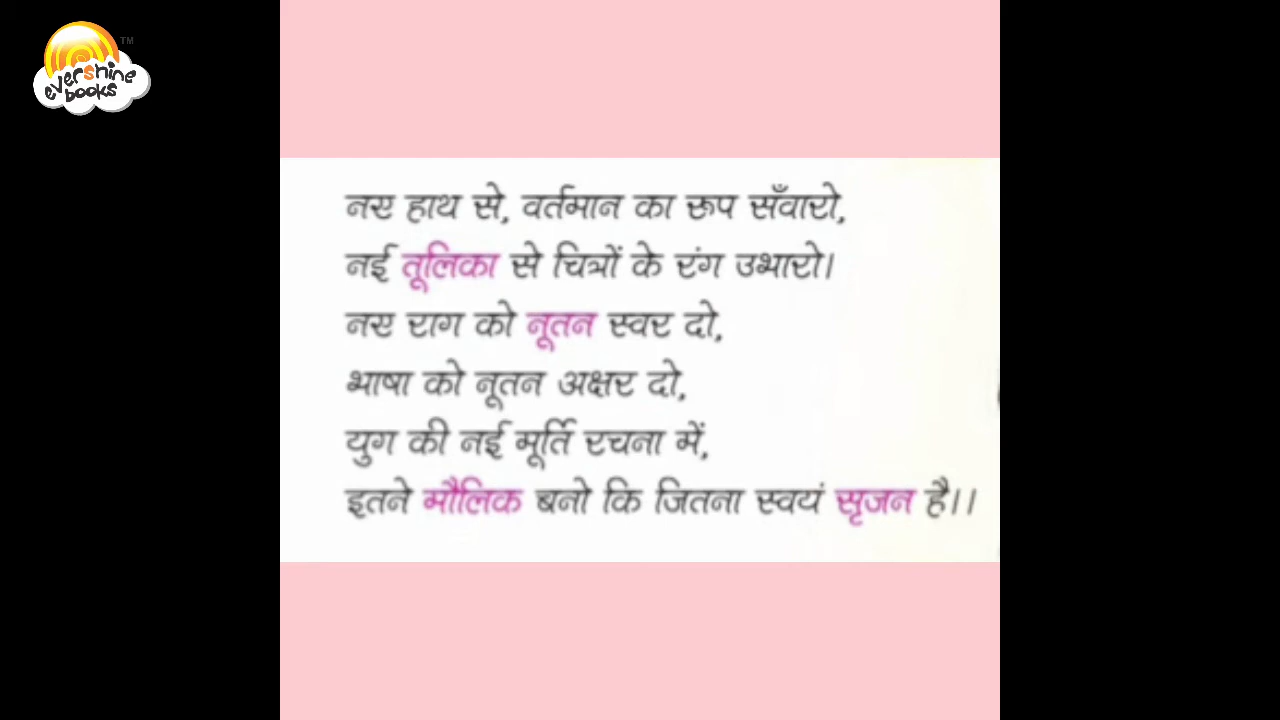 evershine
books
TM
नए हाथ से, वर्तमान का रूप सँवारो,
नई तूलिका से चित्रों के रंग उभारो।
नए राग को नूतन स्वर दो,
भाषा को नूतन अक्षर दो,
युग की नई मूर्ति रचना में,
इतने मौलिक बनो कि जितना स्वयं सृजन है।।